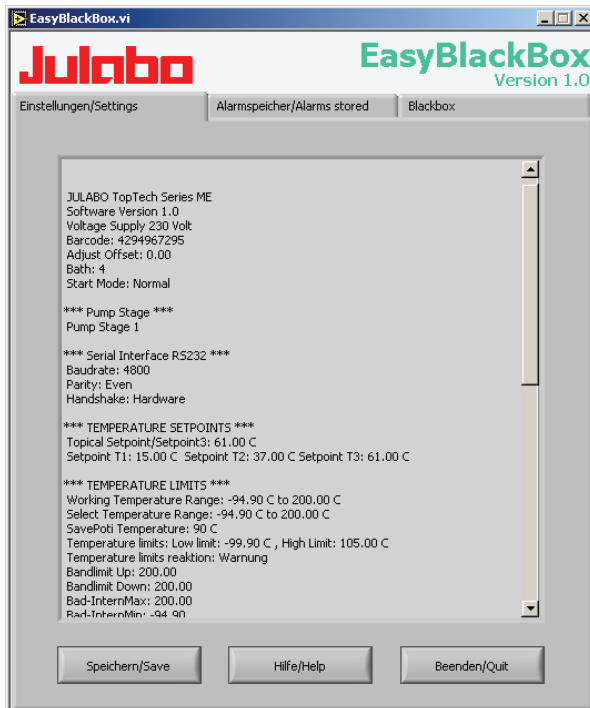 EasyBlackBox.vi
Julabo
EasyBlackBox
Version 1.0
Einstellungen/Settings
Alarmspeicher/Alarms stored
Blackbox
JULABO TopTech Series ME
Software Version 1.0
Voltage Supply 230 Volt
Barcode: 4294967295
Adjust Offset: 0.00
Bath: 4
Start Mode: Normal
*** Pump Stage ***
Pump Stage 1
*** Serial Interface RS232 ***
Baudrate: 4800
Parity: Even
Handshake: Hardware
*** TEMPERATURE SETPOINTS ***
Topical Setpoint/Setpoint3: 61.00 C
Setpoint T1: 15.00 C Setpoint T2: 37.00 C Setpoint T3: 61.00 C
*** TEMPERATURE LIMITS ***
Working Temperature Range: -94.90 C to 200.00 C
Select Temperature Range: -94.90 C to 200.00 C
SavePoti Temperature: 90 C
Temperature limits: Low limit: -99.90 C , High Limit: 105.00 C
Temperature limits reaktion: Warnung
Bandlimit Up: 200.00
Bandlimit Down: 200.00
Bad-InternMax: 200.00
Bad-InternMin: -94.90
Speichern/Save
Hilfe/Help
Beenden/Quit